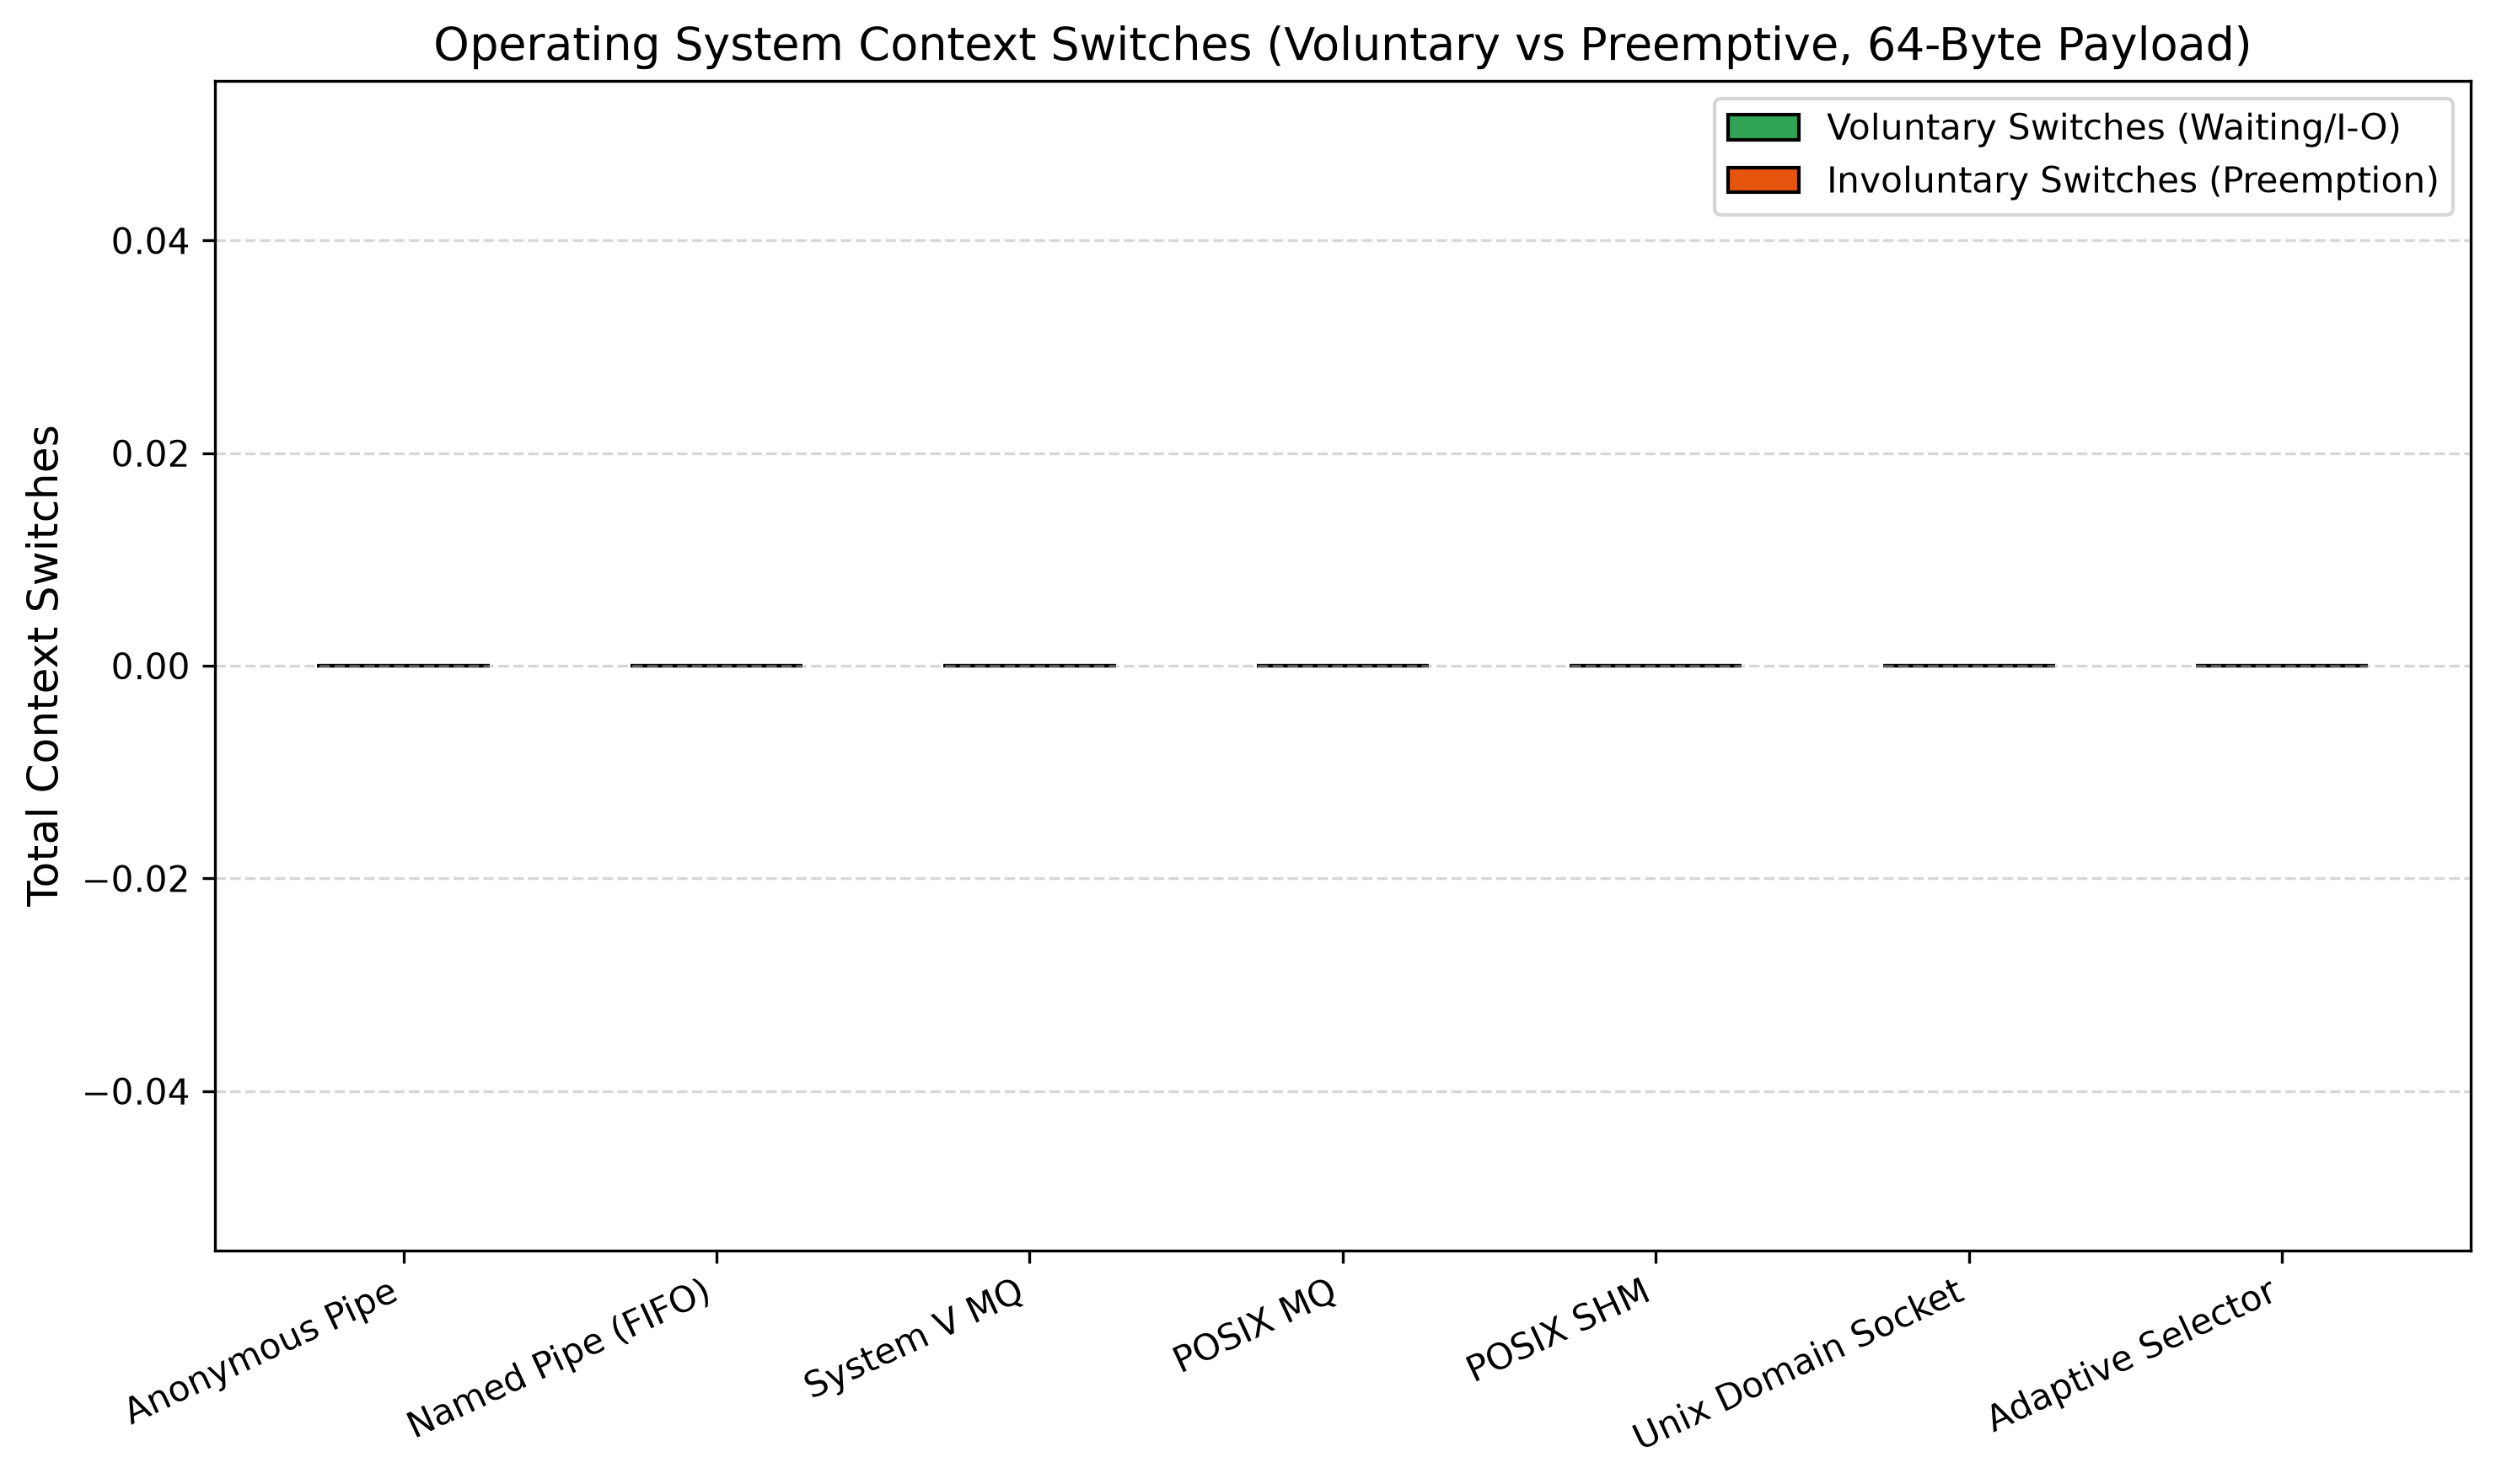 Operating System Context Switches (Voluntary vs Preemptive, 64-Byte Payload)
Voluntary Switches (Waiting/I-O)
Involuntary Switches (Preemption)
Total Context Switches
0.04
0.02
0.00
−0.02
−0.04
Anonymous Pipe
Named Pipe (FIFO)
System V MQ
POSIX MQ
POSIX SHM
Unix Domain Socket
Adaptive Selector